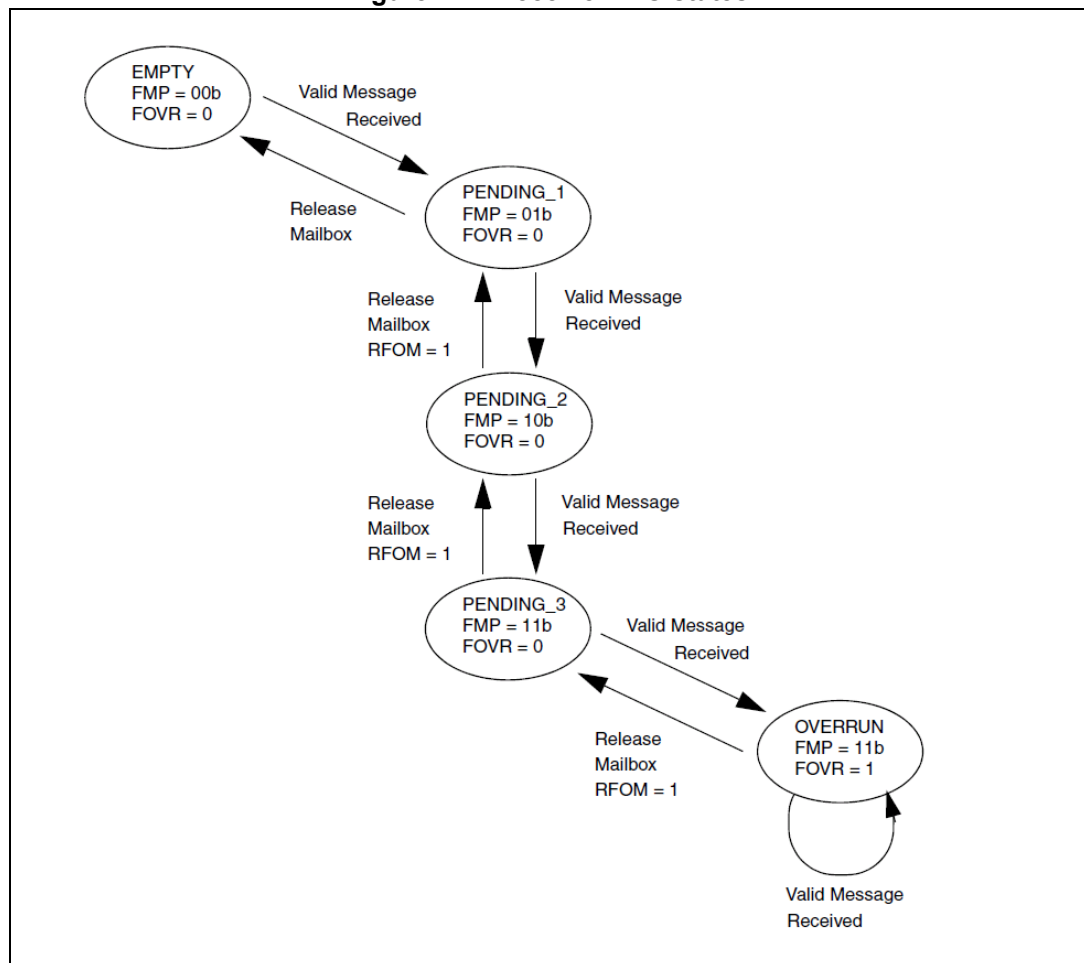 EMPTY
FMP = 00b
FOVR = 0
Valid Message
Received
Release
Mailbox
PENDING_1
FMP = 01b
FOVR = 0
Release
Mailbox
RFOM = 1
Valid Message
Received
PENDING_2
FMP = 10b
FOVR = 0
Release
Mailbox
RFOM = 1
Valid Message
Received
PENDING_3
FMP = 11b
FOVR = 0
Valid Message
Received
Release
Mailbox
RFOM = 1
OVERRUN
FMP = 11b
FOVR = 1
Valid Message
Received